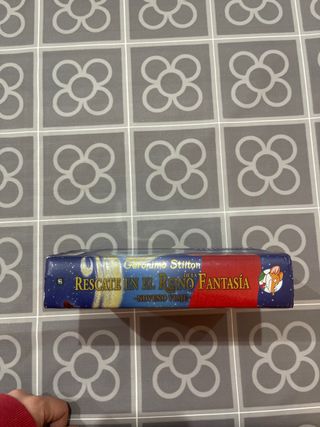 Geronimo Stilton
RESCATE EN EL REINO DE LA FANTASÍA
-NOVENO VIAJE-